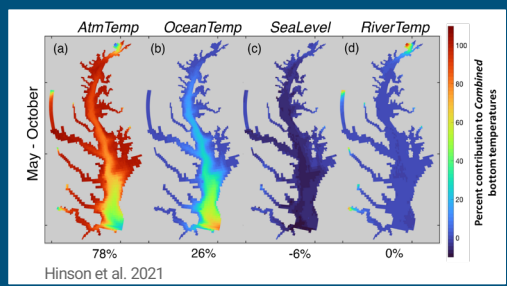 AtmTemp OceanTemp SeaLevel RiverTemp
(a) (b) (c) (d)
May - October
78% 26% -6% 0%
100
80
60
40
20
0
Percent contribution to Combined
bottom temperatures
Hinson et al. 2021